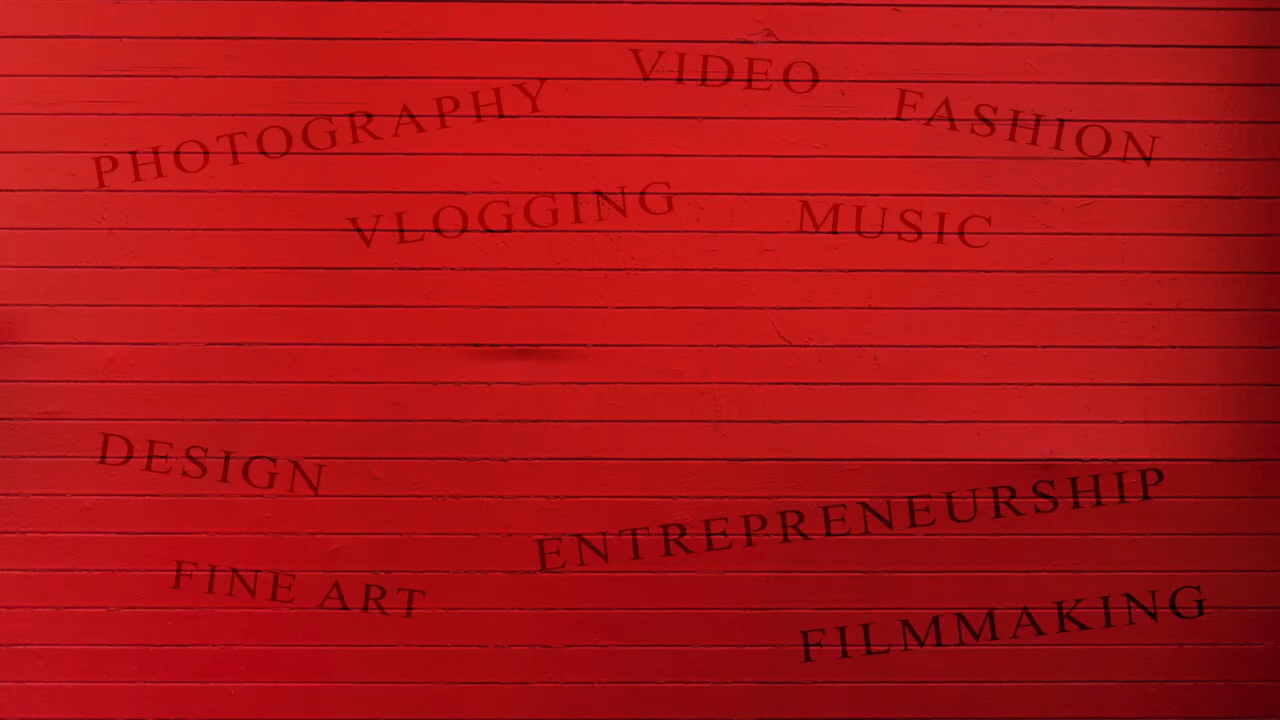 VIDEO
PHOTOGRAPHY
FASHION
VLOGGING
MUSIC
DESIGN
ENTREPRENEURSHIP
FINE ART
FILMMAKING